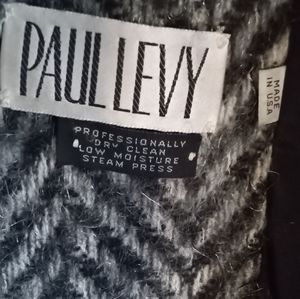 PAUL LEVY
MADE
IN USA
PROFESSIONALLY
DRY CLEAN
LOW MOISTURE
STEAM PRESS